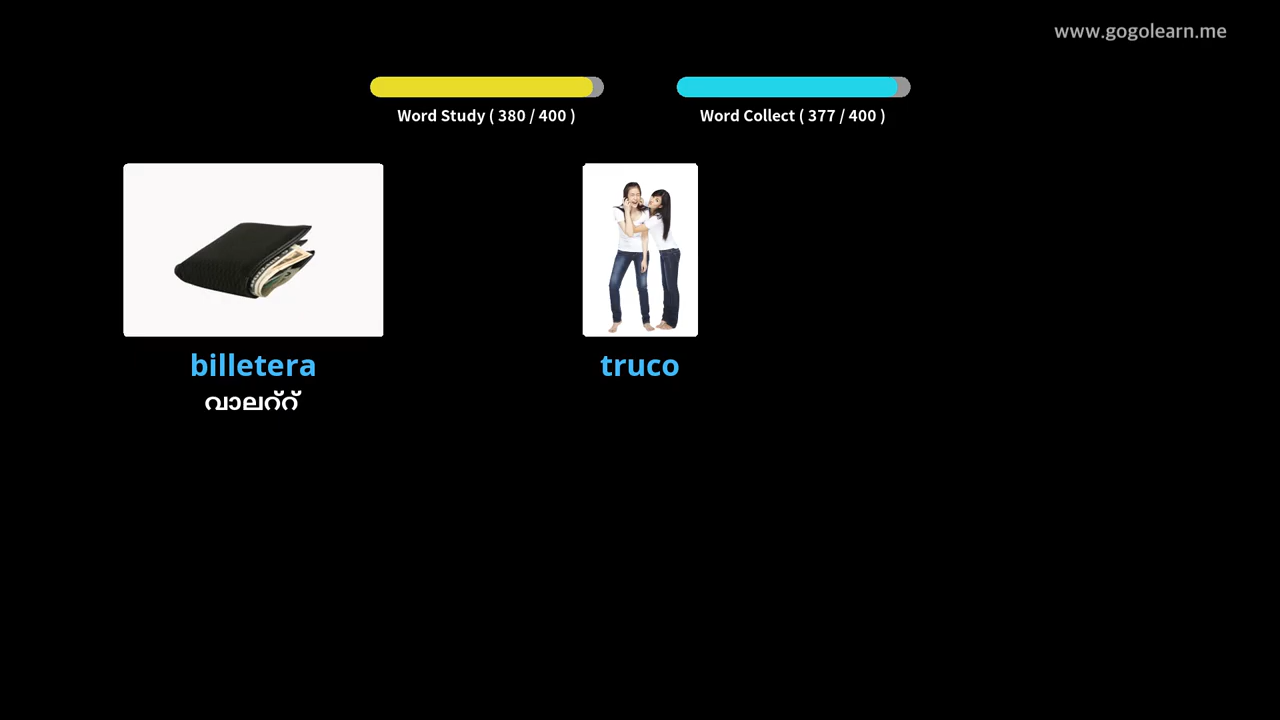 www.gogolearn.me
Word Study ( 380 / 400 )
Word Collect ( 377 / 400 )
billetera
truco
വാലറ്റ്